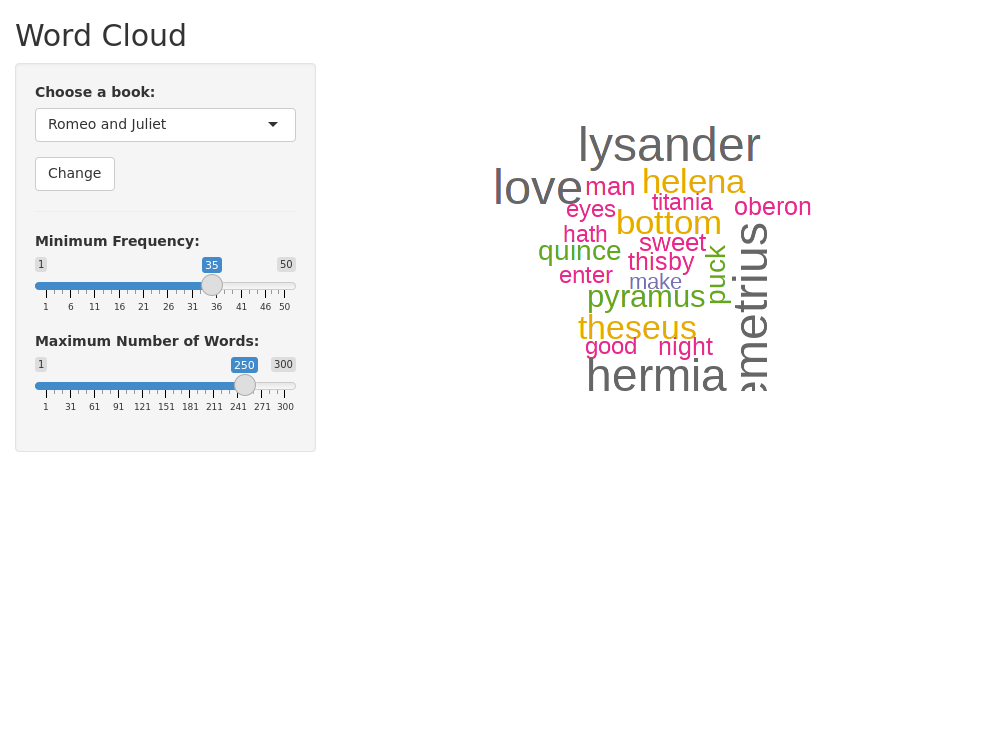 Word Cloud
Choose a book:
Romeo and Juliet
Change
Minimum Frequency:
1 35 50
1 6 11 16 21 26 31 36 41 46 50
Maximum Number of Words:
1 250 300
1 31 61 91 121 151 181 211 241 271 300
lysander
love
man
helena
eyes
titania
oberon
bottom
hath
sweet
quince
thisby
puck
enter
make
pyramus
emetrius
theseus
good
night
hermia